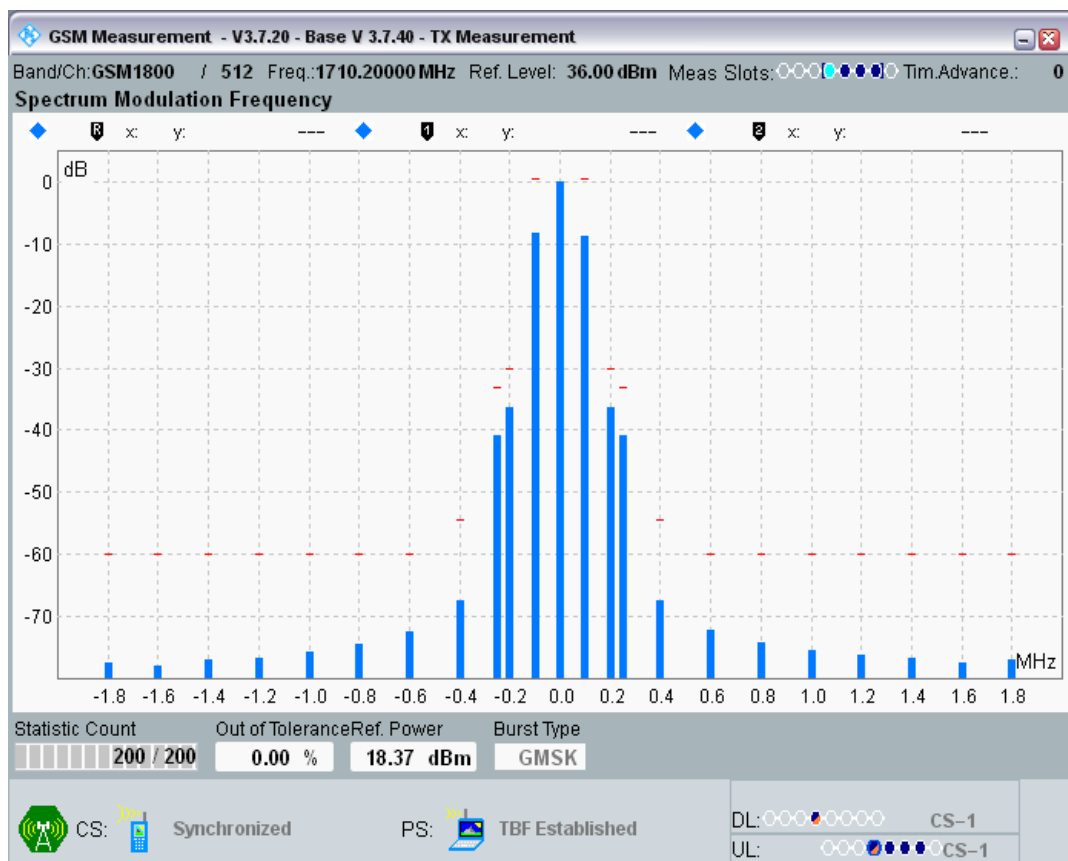 GSM Measurement - V3.7.20 - Base V 3.7.40 - TX Measurement
Band/Ch:GSM1800 / 512 Freq.:1710.20000 MHz Ref. Level: 36.00 dBm Meas Slots: Tim.Advance.: 0
Spectrum Modulation Frequency
R x: y: --- 1 x: y: --- 2 x: y: ---
dB
0
-10
-20
-30
-40
-50
-60
-70
MHz
-1.8 -1.6 -1.4 -1.2 -1.0 -0.8 -0.6 -0.4 -0.2 0.0 0.2 0.4 0.6 0.8 1.0 1.2 1.4 1.6 1.8
Statistic Count Out of Tolerance Ref. Power Burst Type
200 / 200 0.00 % 18.37 dBm GMSK
CS: Synchronized PS: TBF Established
DL: CS-1
UL: CS-1